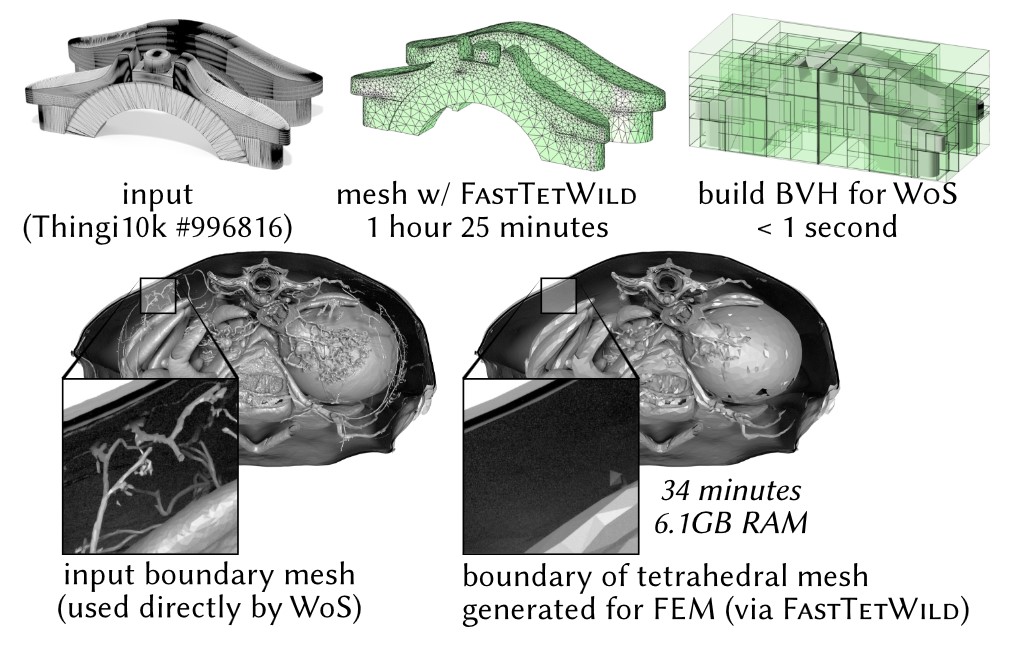 input
(Thingi10k #996816)
mesh w/ FASTTETWILD
1 hour 25 minutes
build BVH for WoS
< 1 second
34 minutes
6.1GB RAM
input boundary mesh
(used directly by WoS)
boundary of tetrahedral mesh
generated for FEM (via FASTTETWILD)